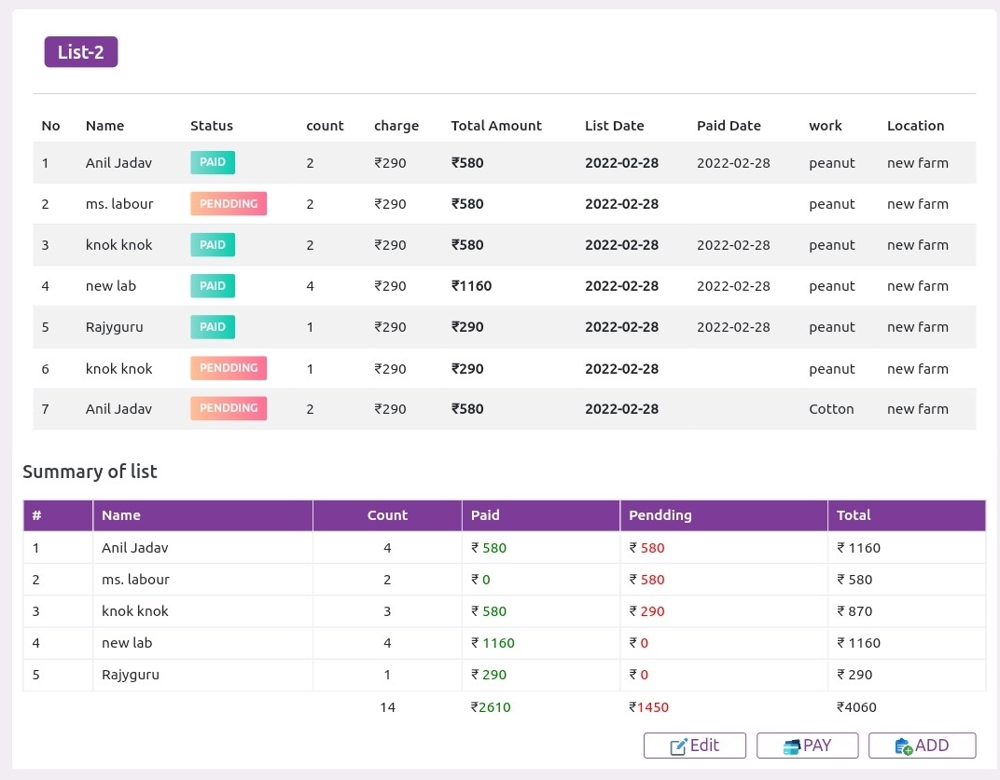 List-2
No Name Status count charge Total Amount List Date Paid Date work Location
1 Anil Jadav PAID 2 ₹290 ₹580 2022-02-28 2022-02-28 peanut new farm
2 ms. labour PENDDING 2 ₹290 ₹580 2022-02-28 peanut new farm
3 knok knok PAID 2 ₹290 ₹580 2022-02-28 2022-02-28 peanut new farm
4 new lab PAID 4 ₹290 ₹1160 2022-02-28 2022-02-28 peanut new farm
5 Rajyguru PAID 1 ₹290 ₹290 2022-02-28 2022-02-28 peanut new farm
6 knok knok PENDDING 1 ₹290 ₹290 2022-02-28 peanut new farm
7 Anil Jadav PENDDING 2 ₹290 ₹580 2022-02-28 Cotton new farm
Summary of list
# Name Count Paid Pendding Total
1 Anil Jadav 4 ₹ 580 ₹ 580 ₹ 1160
2 ms. labour 2 ₹ 0 ₹ 580 ₹ 580
3 knok knok 3 ₹ 580 ₹ 290 ₹ 870
4 new lab 4 ₹ 1160 ₹ 0 ₹ 1160
5 Rajyguru 1 ₹ 290 ₹ 0 ₹ 290
14 ₹2610 ₹1450 ₹4060
Edit PAY ADD